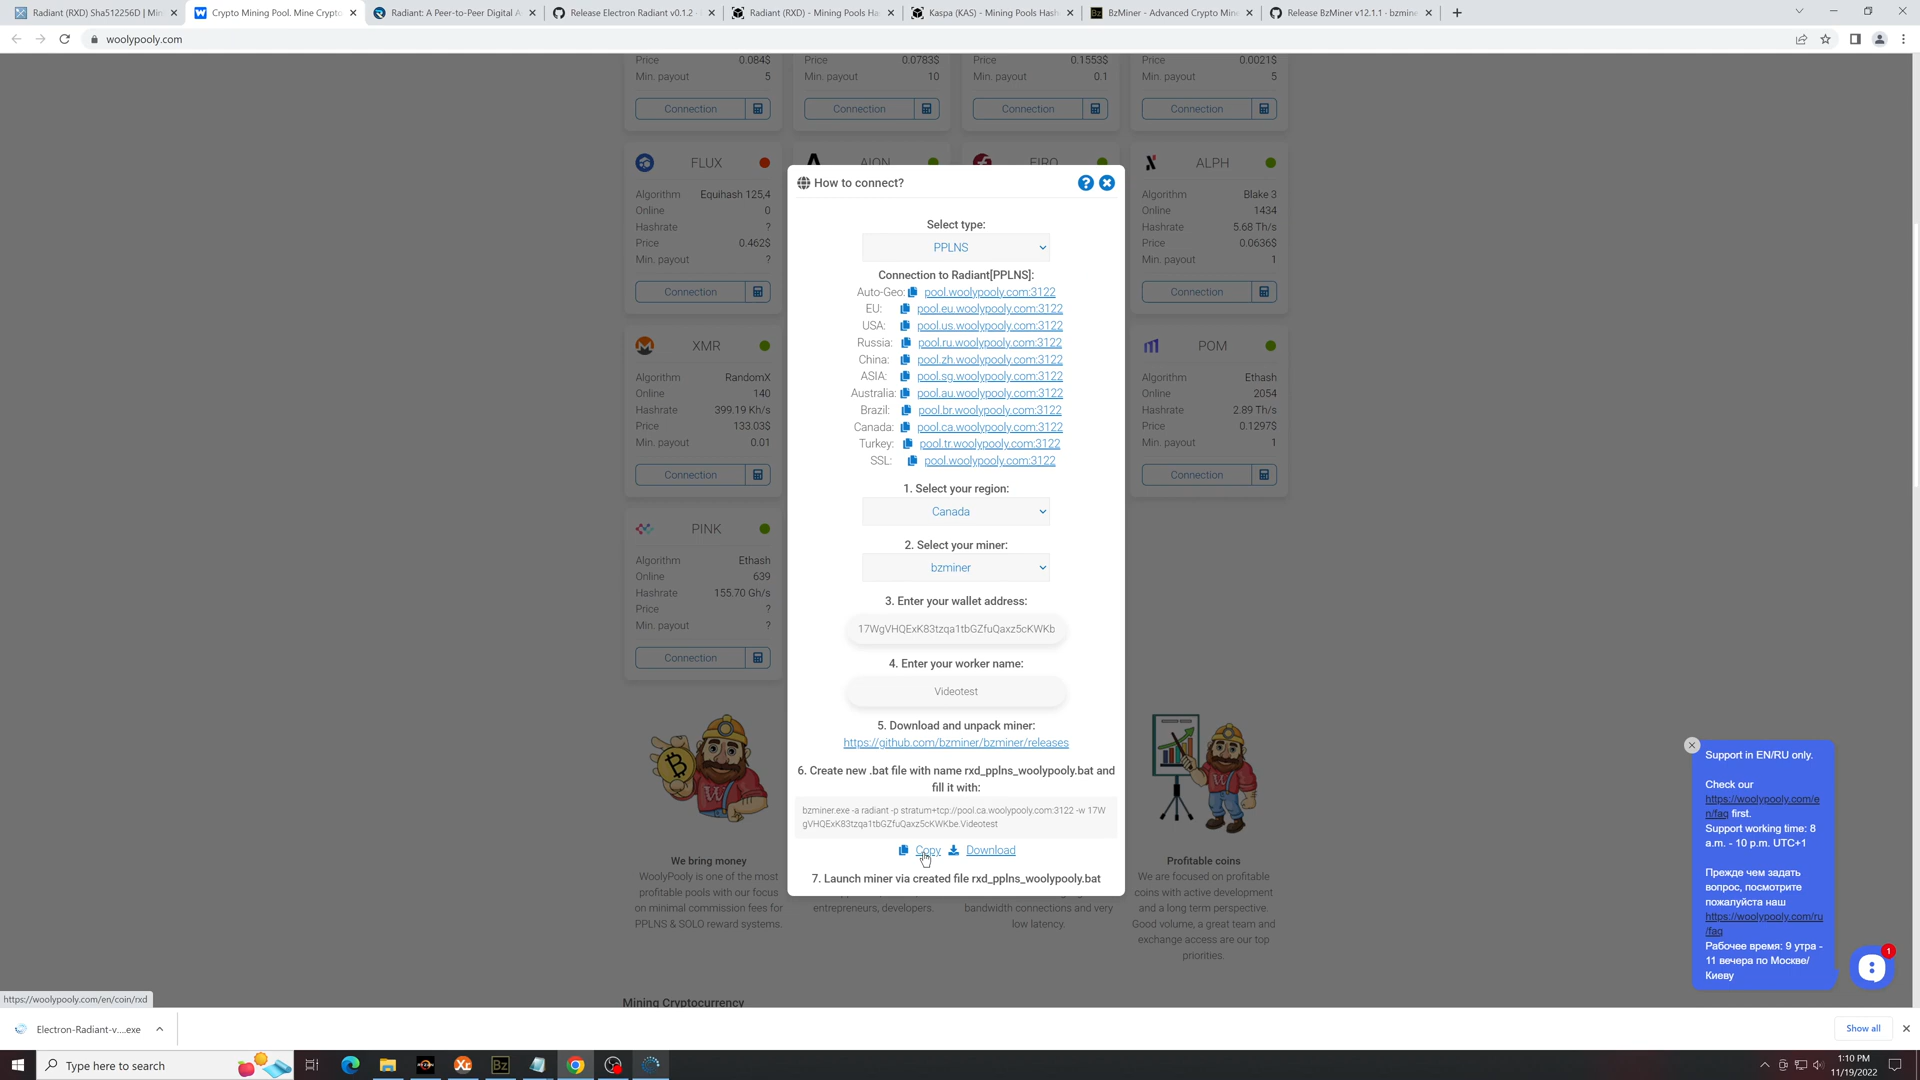 Radiant (RXD) Sha512256D | Min
Crypto Mining Pool. Mine Crypto
Radiant: A Peer-to-Peer Digital A
Release Electron Radiant v0.1.2 ·
Radiant (RXD) - Mining Pools Ha
Kaspa (KAS) - Mining Pools Hash
BzMiner - Advanced Crypto Mine
Release BzMiner v12.1.1 · bzmine
woolypooly.com
Price 0.084$
Min. payout 5
Connection
Price 0.0783$
Min. payout 10
Connection
Price 0.1553$
Min. payout 0.1
Connection
Price 0.0021$
Min. payout 5
Connection
FLUX
Algorithm Equihash 125,4
Online 0
Hashrate ?
Price 0.462$
Min. payout ?
Connection
AION
FIRO
ALPH
Algorithm Blake 3
Online 1434
Hashrate 5.68 Th/s
Price 0.0636$
Min. payout 1
Connection
XMR
Algorithm RandomX
Online 140
Hashrate 399.19 Kh/s
Price 133.03$
Min. payout 0.01
Connection
POM
Algorithm Ethash
Online 2054
Hashrate 2.89 Th/s
Price 0.1297$
Min. payout 1
Connection
PINK
Algorithm Ethash
Online 639
Hashrate 155.70 Gh/s
Price ?
Min. payout ?
Connection
How to connect?
Select type:
PPLNS
Connection to Radiant[PPLNS]:
Auto-Geo: pool.woolypooly.com:3122
EU: pool.eu.woolypooly.com:3122
USA: pool.us.woolypooly.com:3122
Russia: pool.ru.woolypooly.com:3122
China: pool.zh.woolypooly.com:3122
ASIA: pool.sg.woolypooly.com:3122
Australia: pool.au.woolypooly.com:3122
Brazil: pool.br.woolypooly.com:3122
Canada: pool.ca.woolypooly.com:3122
Turkey: pool.tr.woolypooly.com:3122
SSL: pool.woolypooly.com:3122
1. Select your region:
Canada
2. Select your miner:
bzminer
3. Enter your wallet address:
17WgVHQExK83tzqa1tbGZfuQaxz5cKWKb
4. Enter your worker name:
Videotest
5. Download and unpack miner:
https://github.com/bzminer/bzminer/releases
6. Create new .bat file with name rxd_pplns_woolypooly.bat and
fill it with:
bzminer.exe -a radiant -p stratum+tcp://pool.ca.woolypooly.com:3122 -w 17W
gVHQExK83tzqa1tbGZfuQaxz5cKWKbe.Videotest
Copy Download
7. Launch miner via created file rxd_pplns_woolypooly.bat
We bring money
WoolyPooly is one of the most
profitable pools with our focus
on minimal commission fees for
PPLNS & SOLO reward systems.
entrepreneurs, developers.
bandwidth connections and very
low latency.
Profitable coins
We are focused on profitable
coins with active development
and a long term perspective.
Good volume, a great team and
exchange access are our top
priorities.
Support in EN/RU only.
Check our
https://woolypooly.com/e
n/faq first.
Support working time: 8
a.m. - 10 p.m. UTC+1
Прежде чем задать
вопрос, посмотрите
пожалуйста наш
https://woolypooly.com/ru
/faq
Рабочее время: 9 утра -
11 вечера по Москве/
Киеву
1
Mining Cryptocurrency
https://woolypooly.com/en/coin/rxd
Electron-Radiant-v....exe
Show all
Type here to search
1:10 PM
11/19/2022